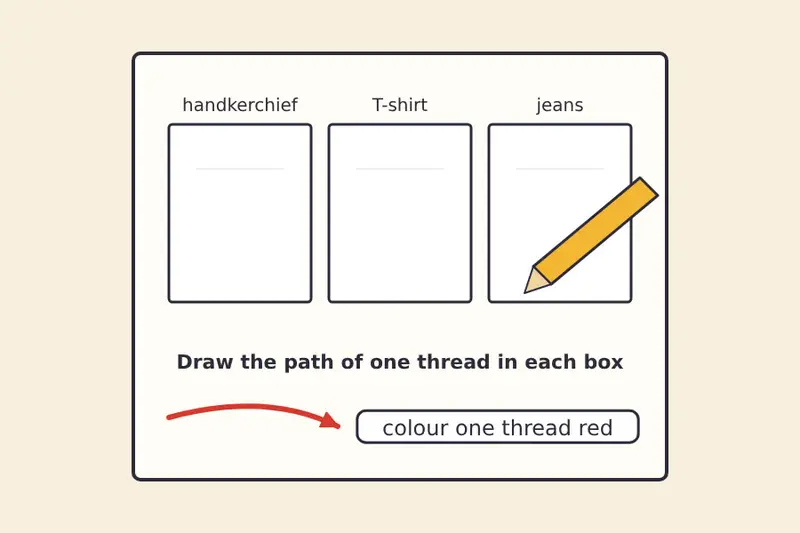 handkerchief
T-shirt
jeans
Draw the path of one thread in each box
colour one thread red